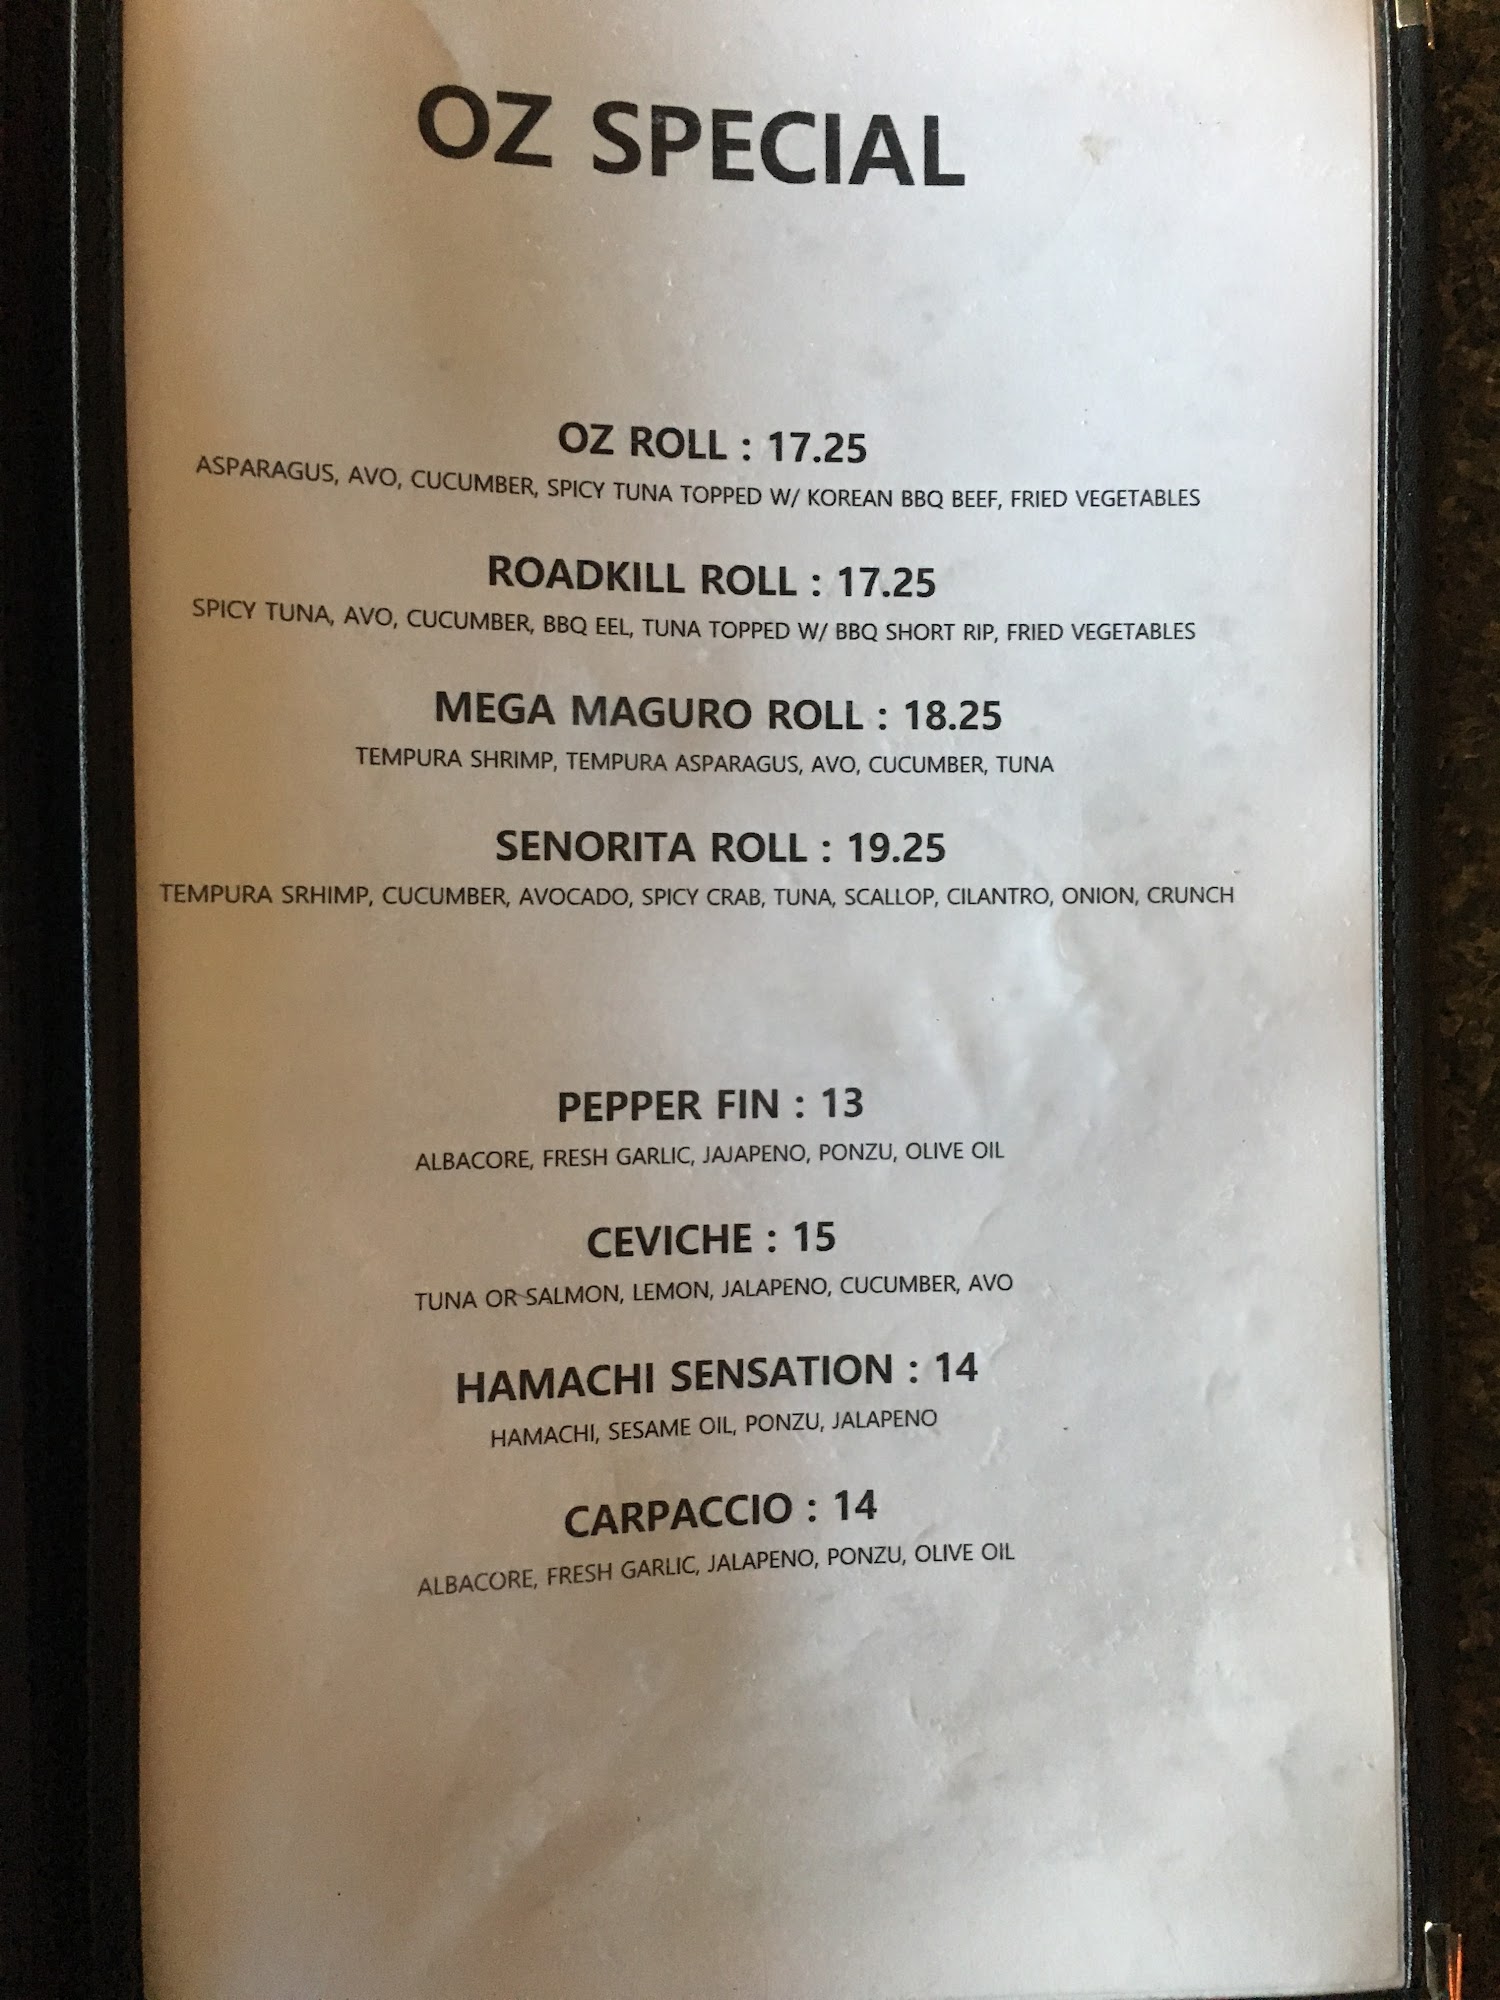 OZ SPECIAL
OZ ROLL : 17.25
ASPARAGUS, AVO, CUCUMBER, SPICY TUNA TOPPED W/ KOREAN BBQ BEEF, FRIED VEGETABLES
ROADKILL ROLL : 17.25
SPICY TUNA, AVO, CUCUMBER, BBQ EEL, TUNA TOPPED W/ BBQ SHORT RIP, FRIED VEGETABLES
MEGA MAGURO ROLL : 18.25
TEMPURA SHRIMP, TEMPURA ASPARAGUS, AVO, CUCUMBER, TUNA
SENORITA ROLL : 19.25
TEMPURA SRHIMP, CUCUMBER, AVOCADO, SPICY CRAB, TUNA, SCALLOP, CILANTRO, ONION, CRUNCH
PEPPER FIN : 13
ALBACORE, FRESH GARLIC, JAJAPENO, PONZU, OLIVE OIL
CEVICHE : 15
TUNA OR SALMON, LEMON, JALAPENO, CUCUMBER, AVO
HAMACHI SENSATION : 14
HAMACHI, SESAME OIL, PONZU, JALAPENO
CARPACCIO : 14
ALBACORE, FRESH GARLIC, JALAPENO, PONZU, OLIVE OIL